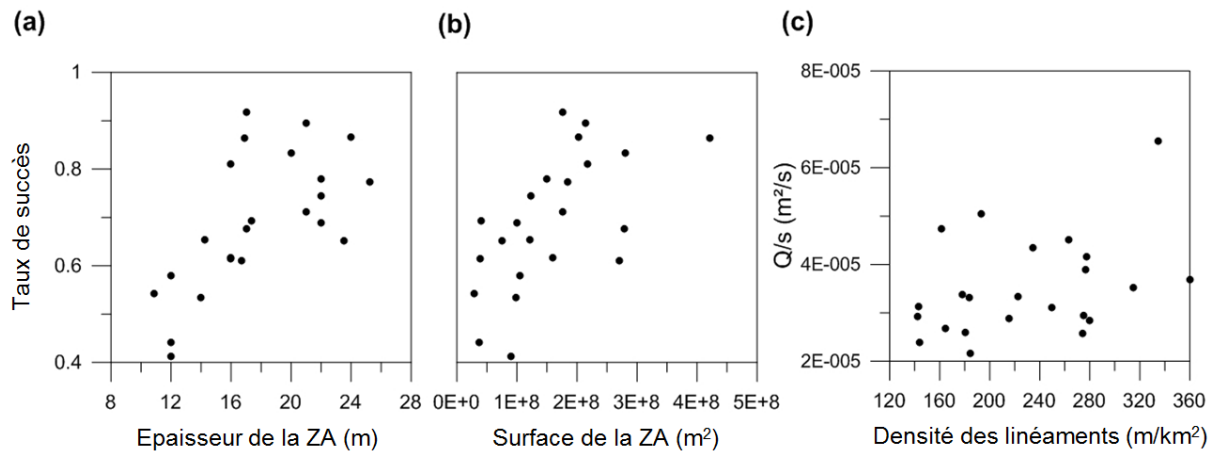 (a)
(b)
(c)
Taux de succès
1
0.8
0.6
0.4
8 12 16 20 24 28
Epaisseur de la ZA (m)
0E+0 1E+8 2E+8 3E+8 4E+8 5E+8
Surface de la ZA (m²)
Q/s (m²/s)
8E-005
6E-005
4E-005
2E-005
120 160 200 240 280 320 360
Densité des linéaments (m/km²)